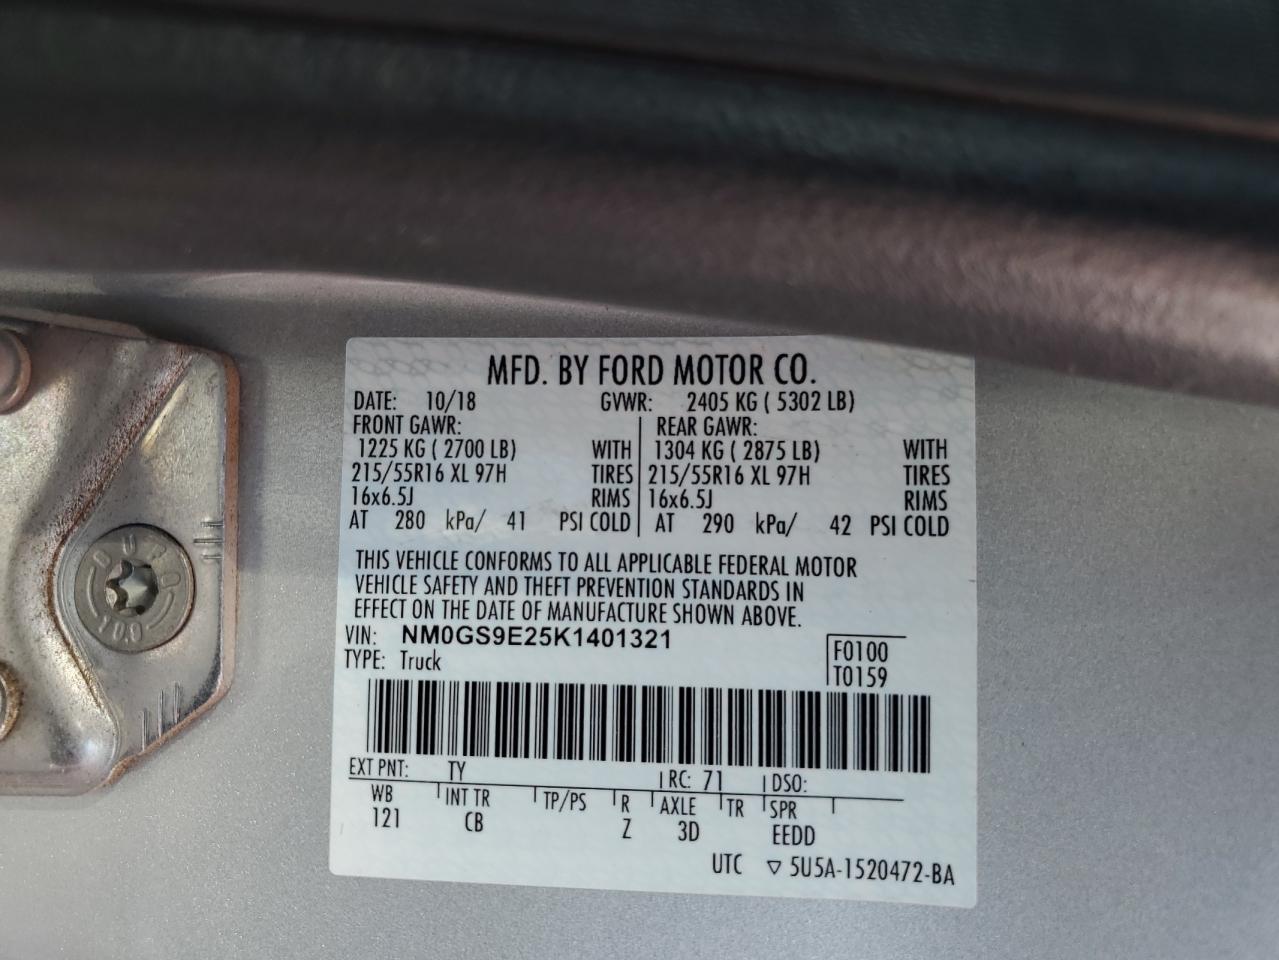 MFD. BY FORD MOTOR CO.
DATE: 10/18 GVWR: 2405 KG ( 5302 LB)
FRONT GAWR: REAR GAWR:
1225 KG ( 2700 LB) WITH 1304 KG ( 2875 LB) WITH
215/55R16 XL 97H TIRES 215/55R16 XL 97H TIRES
16x6.5J RIMS 16x6.5J RIMS
AT 280 kPa/ 41 PSI COLD AT 290 kPa/ 42 PSI COLD
THIS VEHICLE CONFORMS TO ALL APPLICABLE FEDERAL MOTOR
VEHICLE SAFETY AND THEFT PREVENTION STANDARDS IN
EFFECT ON THE DATE OF MANUFACTURE SHOWN ABOVE.
VIN: NM0GS9E25K1401321
TYPE: Truck
F0100
T0159
EXT PNT: TY RC: 71 DSO:
WB INT TR TP/PS R AXLE TR SPR
121 CB Z 3D EEDD
UTC ▽ 5U5A-1520472-BA